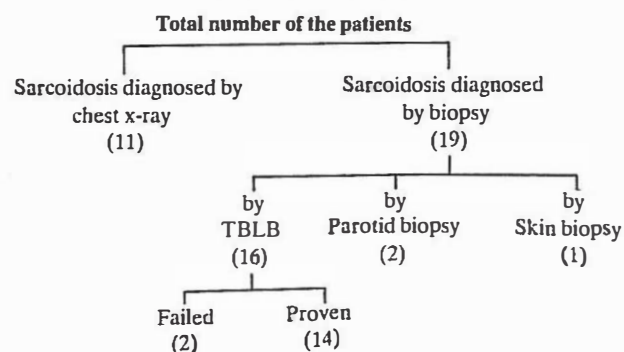 Total number of the patients
Sarcoidosis diagnosed by
chest x-ray
(11)
Sarcoidosis diagnosed
by biopsy
(19)
by
TBLB
(16)
by
Parotid biopsy
(2)
by
Skin biopsy
(1)
Failed
(2)
Proven
(14)